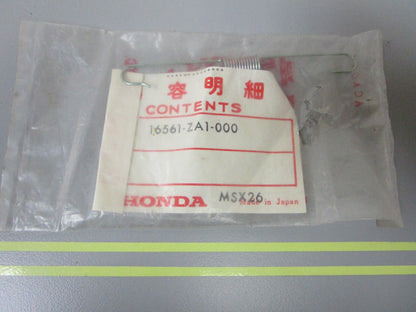 容明細
CONTENTS
16561-ZA1-000
HONDA MSX26
Made in Japan